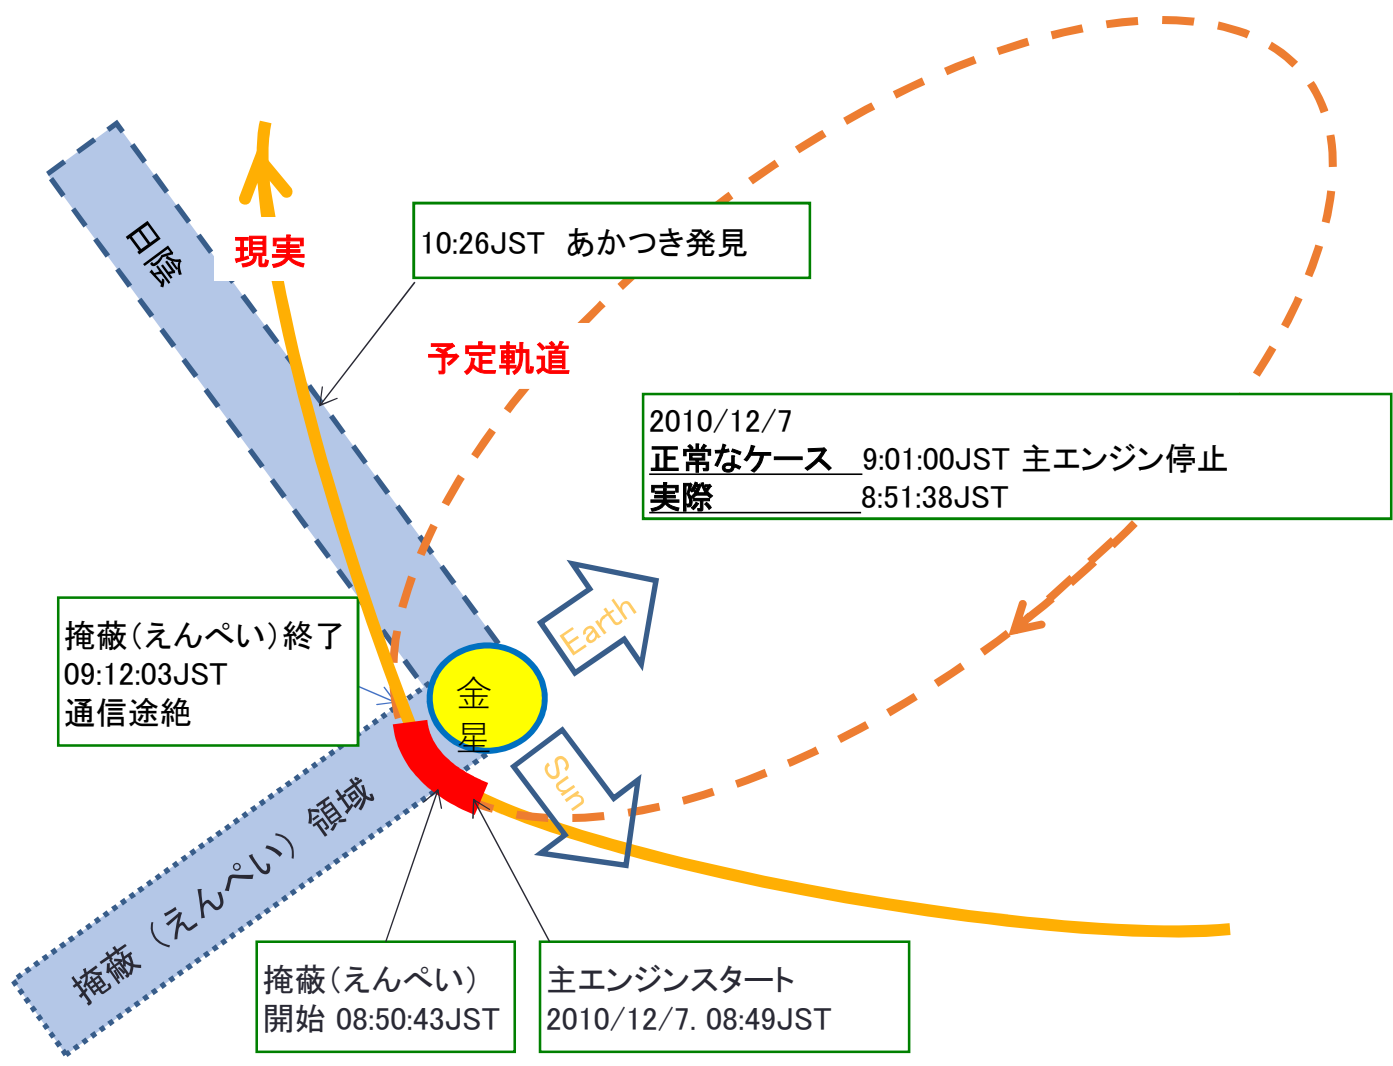 日陰
現実
10:26JST あかつき発見
予定軌道
2010/12/7
正常なケース 9:01:00JST 主エンジン停止
実際 8:51:38JST
Earth
掩蔽（えんぺい）終了
09:12:03JST
通信途絶
金
星
Sun
掩蔽（えんぺい）領域
掩蔽（えんぺい）
開始 08:50:43JST
主エンジンスタート
2010/12/7. 08:49JST